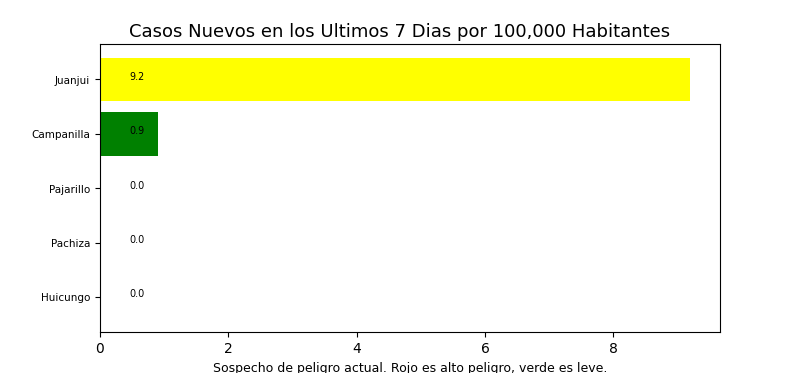 Casos Nuevos en los Ultimos 7 Dias por 100,000 Habitantes
Juanjui 9.2
Campanilla 0.9
Pajarillo 0.0
Pachiza 0.0
Huicungo 0.0
0 2 4 6 8
Sospecho de peligro actual. Rojo es alto peligro, verde es leve.